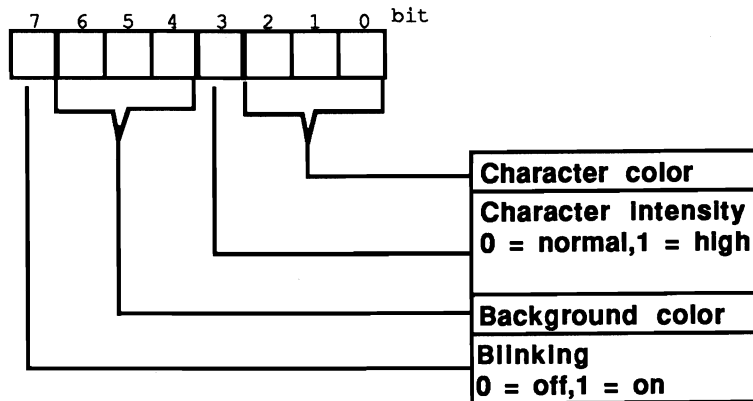 7 6 5 4 3 2 1 0 bit
Character color
Character Intensity
0 = normal,1 = high
Background color
Blinking
0 = off,1 = on